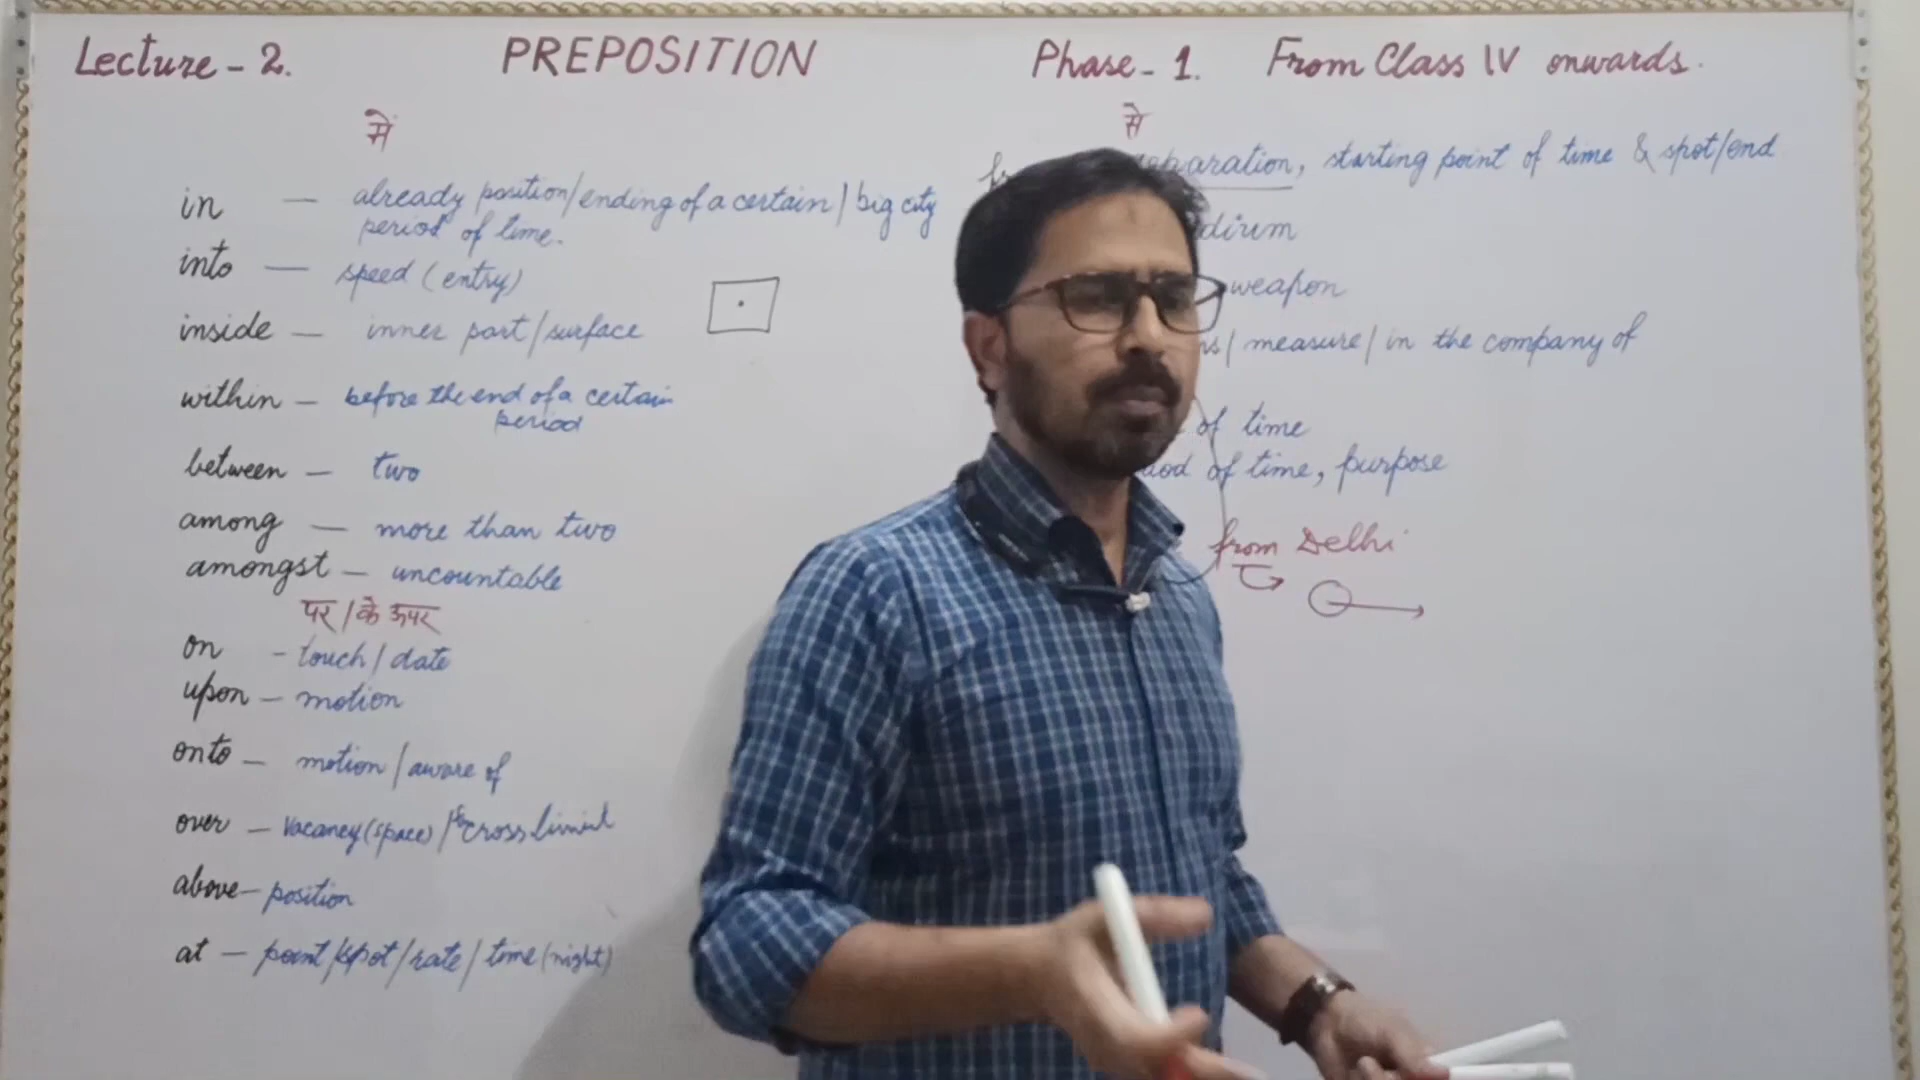 Lecture - 2. PREPOSITION Phase - 1. From Class IV onwards.
में
in — already position/ending of a certain / big city
period of time.
into — speed (entry)
inside — inner part/surface
within — before the end of a certain
period
between — two
among — more than two
amongst — uncountable
पर/के ऊपर
on - touch/date
upon — motion
onto — motion/aware of
over — vacancy(space) / cross limit
above — position
at — point/spot/rate/time(night)
से
separation, starting point of time & spot/end
weapon
/ measure / in the company of
of time
of time, purpose
from Delhi